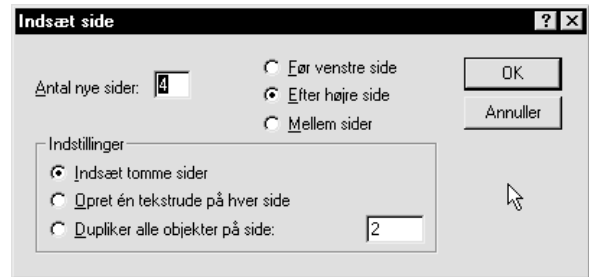 Indsæt side
Antal nye sider: 4
Før venstre side
Efter højre side
Mellem sider
OK
Annuller
Indstillinger
Indsæt tomme sider
Opret én tekstrude på hver side
Dupliker alle objekter på side: 2